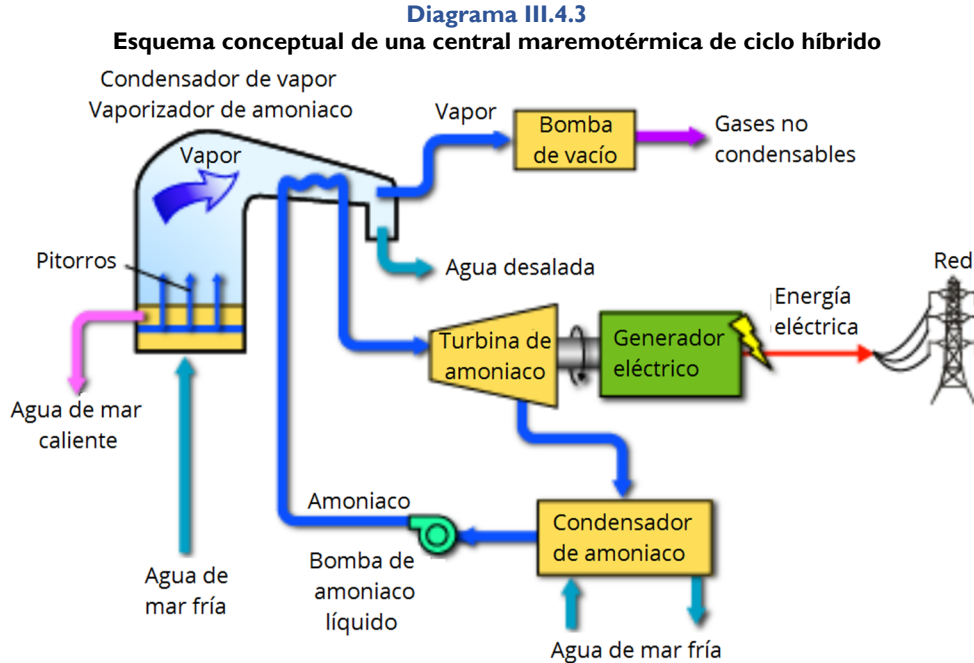 Diagrama III.4.3
Esquema conceptual de una central maremotérmica de ciclo híbrido
Condensador de vapor
Vaporizador de amoniaco
Vapor
Bomba
de vacío
Gases no
condensables
Vapor
Pitorros
Agua desalada
Red
Energía
eléctrica
Turbina de
amoniaco
Generador
eléctrico
Agua de mar
caliente
Amoniaco
Condensador
de amoniaco
Bomba de
amoniaco
líquido
Agua de
mar fría
Agua de mar fría